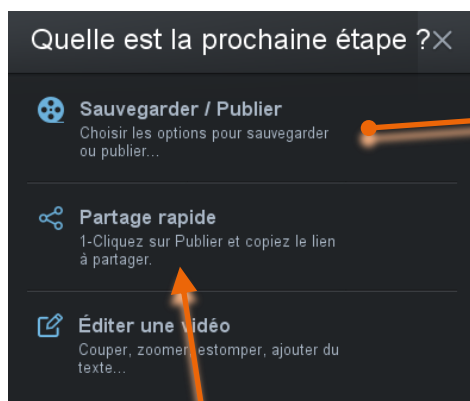 Quelle est la prochaine étape ?
Sauvegarder / Publier
Choisir les options pour sauvegarder
ou publier...
Partage rapide
1-Cliquez sur Publier et copiez le lien
à partager.
Éditer une vidéo
Couper, zoomer, estomper, ajouter du
texte...